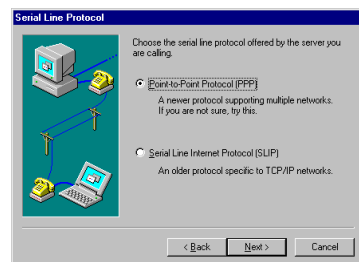 Serial Line Protocol
Choose the serial line protocol offered by the server you
are calling.
Point-to-Point Protocol (PPP)
A newer protocol supporting multiple networks.
If you are not sure, try this.
Serial Line Internet Protocol (SLIP)
An older protocol specific to TCP/IP networks.
< Back
Next >
Cancel